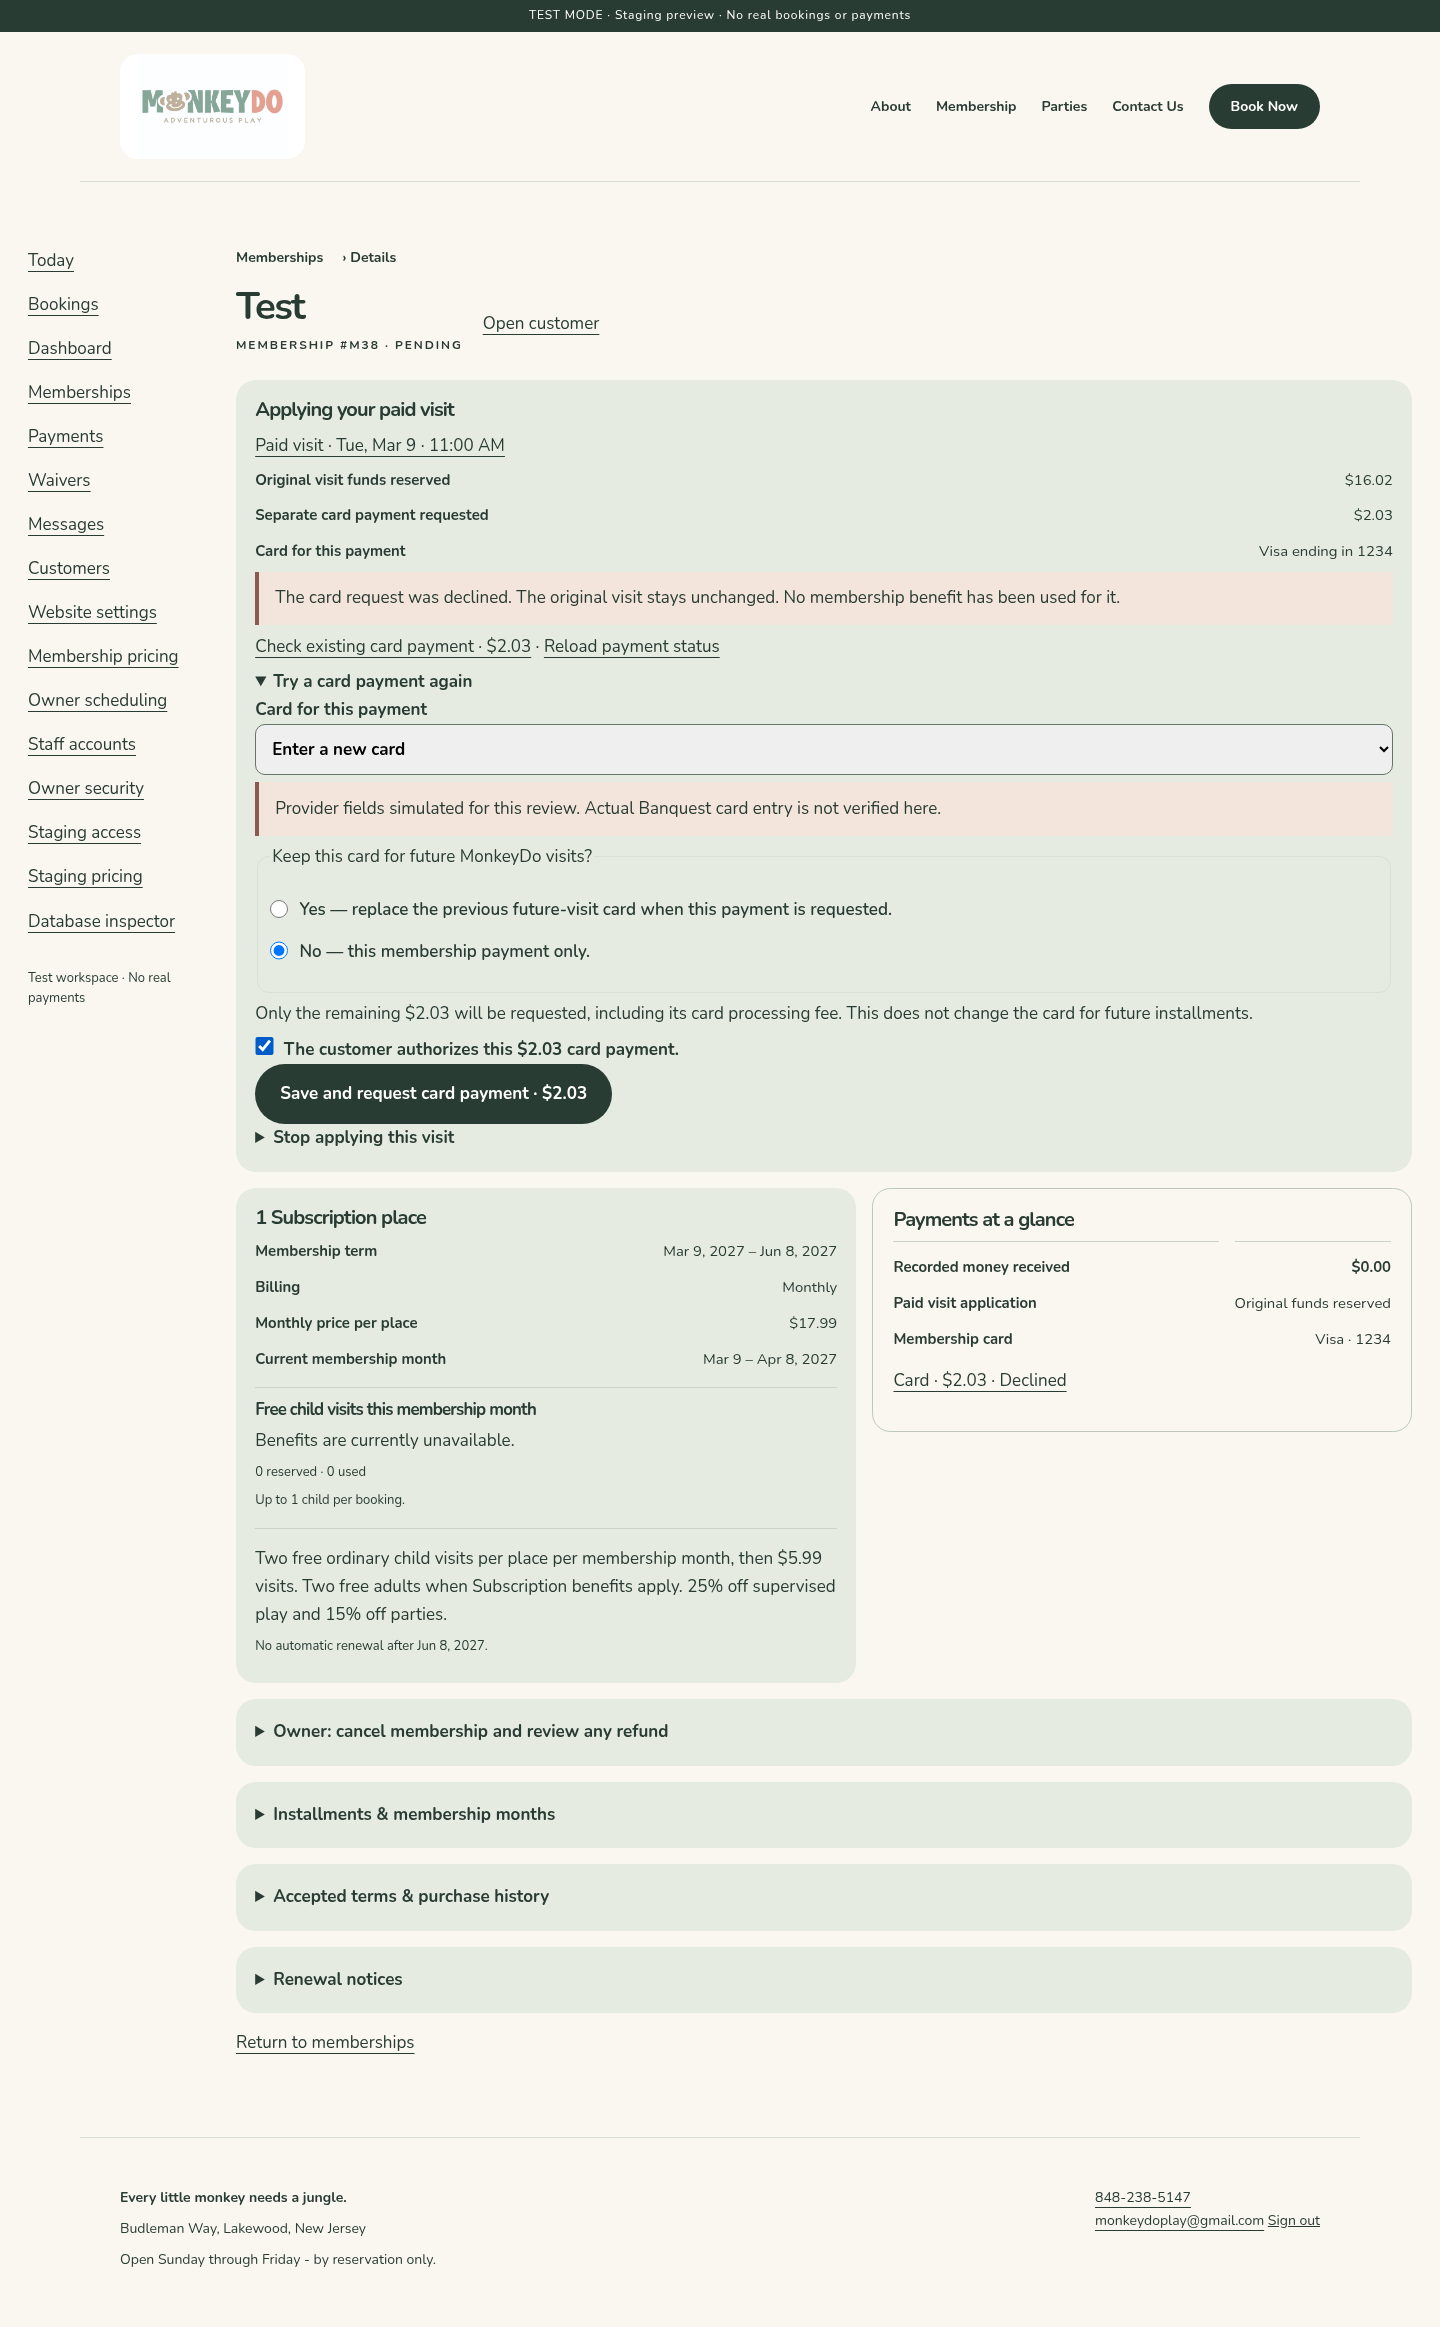 TEST MODE · Staging preview · No real bookings or payments
MONKEYDO
ADVENTUROUS PLAY
About
Membership
Parties
Contact Us
Book Now
Today
Bookings
Dashboard
Memberships
Payments
Waivers
Messages
Customers
Website settings
Membership pricing
Owner scheduling
Staff accounts
Owner security
Staging access
Staging pricing
Database inspector
Test workspace · No real
payments
Memberships › Details
Test
MEMBERSHIP #M38 · PENDING
Open customer
Applying your paid visit
Paid visit · Tue, Mar 9 · 11:00 AM
Original visit funds reserved $16.02
Separate card payment requested $2.03
Card for this payment Visa ending in 1234
The card request was declined. The original visit stays unchanged. No membership benefit has been used for it.
Check existing card payment · $2.03 · Reload payment status
▼ Try a card payment again
Card for this payment
Enter a new card
Provider fields simulated for this review. Actual Banquest card entry is not verified here.
Keep this card for future MonkeyDo visits?
Yes — replace the previous future-visit card when this payment is requested.
No — this membership payment only.
Only the remaining $2.03 will be requested, including its card processing fee. This does not change the card for future installments.
The customer authorizes this $2.03 card payment.
Save and request card payment · $2.03
▶ Stop applying this visit
1 Subscription place
Membership term Mar 9, 2027 – Jun 8, 2027
Billing Monthly
Monthly price per place $17.99
Current membership month Mar 9 – Apr 8, 2027
Free child visits this membership month
Benefits are currently unavailable.
0 reserved · 0 used
Up to 1 child per booking.
Two free ordinary child visits per place per membership month, then $5.99
visits. Two free adults when Subscription benefits apply. 25% off supervised
play and 15% off parties.
No automatic renewal after Jun 8, 2027.
Payments at a glance
Recorded money received $0.00
Paid visit application Original funds reserved
Membership card Visa · 1234
Card · $2.03 · Declined
▶ Owner: cancel membership and review any refund
▶ Installments & membership months
▶ Accepted terms & purchase history
▶ Renewal notices
Return to memberships
Every little monkey needs a jungle.
Budleman Way, Lakewood, New Jersey
Open Sunday through Friday - by reservation only.
848-238-5147
monkeydoplay@gmail.com Sign out